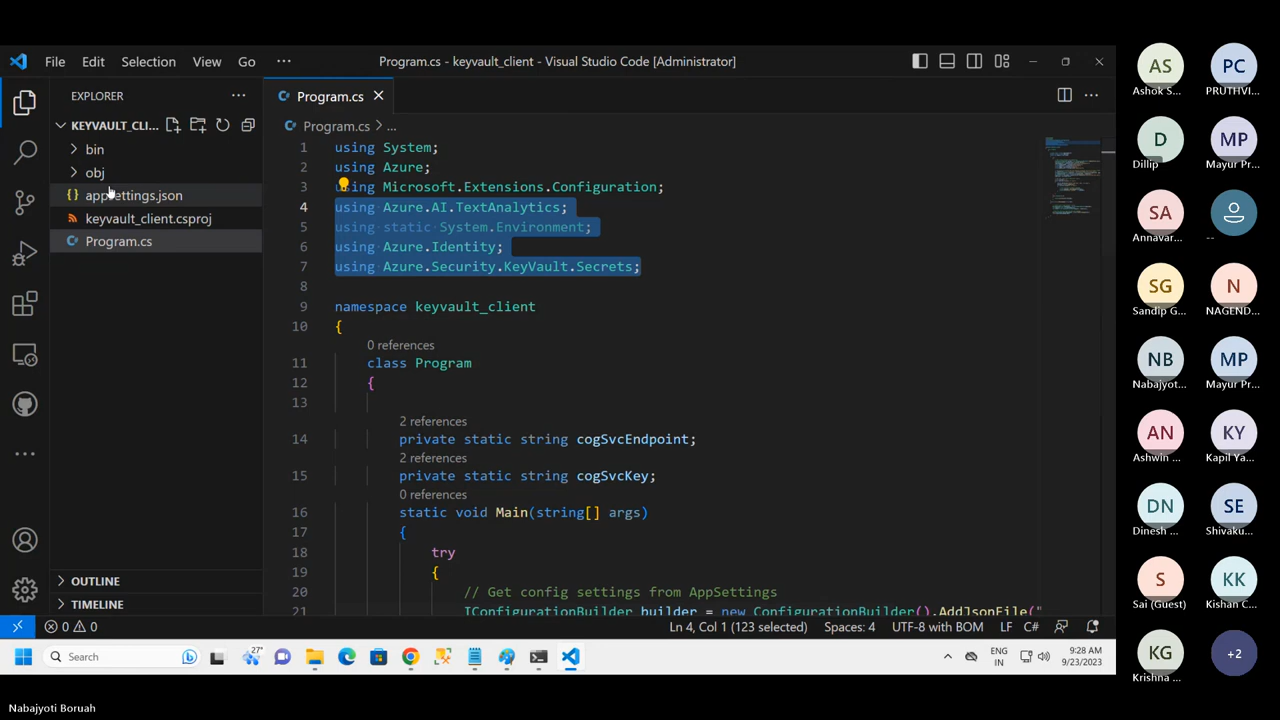 File Edit Selection View Go ···
Program.cs - keyvault_client - Visual Studio Code [Administrator]
EXPLORER
KEYVAULT_CLI...
bin
obj
appsettings.json
keyvault_client.csproj
Program.cs
OUTLINE
TIMELINE
Program.cs
Program.cs > ...
1 using System;
2 using Azure;
3 using Microsoft.Extensions.Configuration;
4 using Azure.AI.TextAnalytics;
5 using static System.Environment;
6 using Azure.Identity;
7 using Azure.Security.KeyVault.Secrets;
8
9 namespace keyvault_client
10 {
0 references
11 class Program
12 {
13
2 references
14 private static string cogSvcEndpoint;
2 references
15 private static string cogSvcKey;
0 references
16 static void Main(string[] args)
17 {
18 try
19 {
20 // Get config settings from AppSettings
21 IConfigurationBuilder builder = new ConfigurationBuilder().AddJsonFile("
0 0
Ln 4, Col 1 (123 selected) Spaces: 4 UTF-8 with BOM LF C#
Search
27°
ENG
IN
9:28 AM
9/23/2023
AS PC
Ashok S... PRUTHVI...
D MP
Dillip Mayur Pr...
SA
Annavar... --
SG N
Sandip G... NAGEND...
NB MP
Nabajyot... Mayur Pr...
AN KY
Ashwin ... Kapil Ya...
DN SE
Dinesh ... Shivaku...
S KK
Sai (Guest) Kishan C...
KG +2
Krishna ...
Nabajyoti Boruah